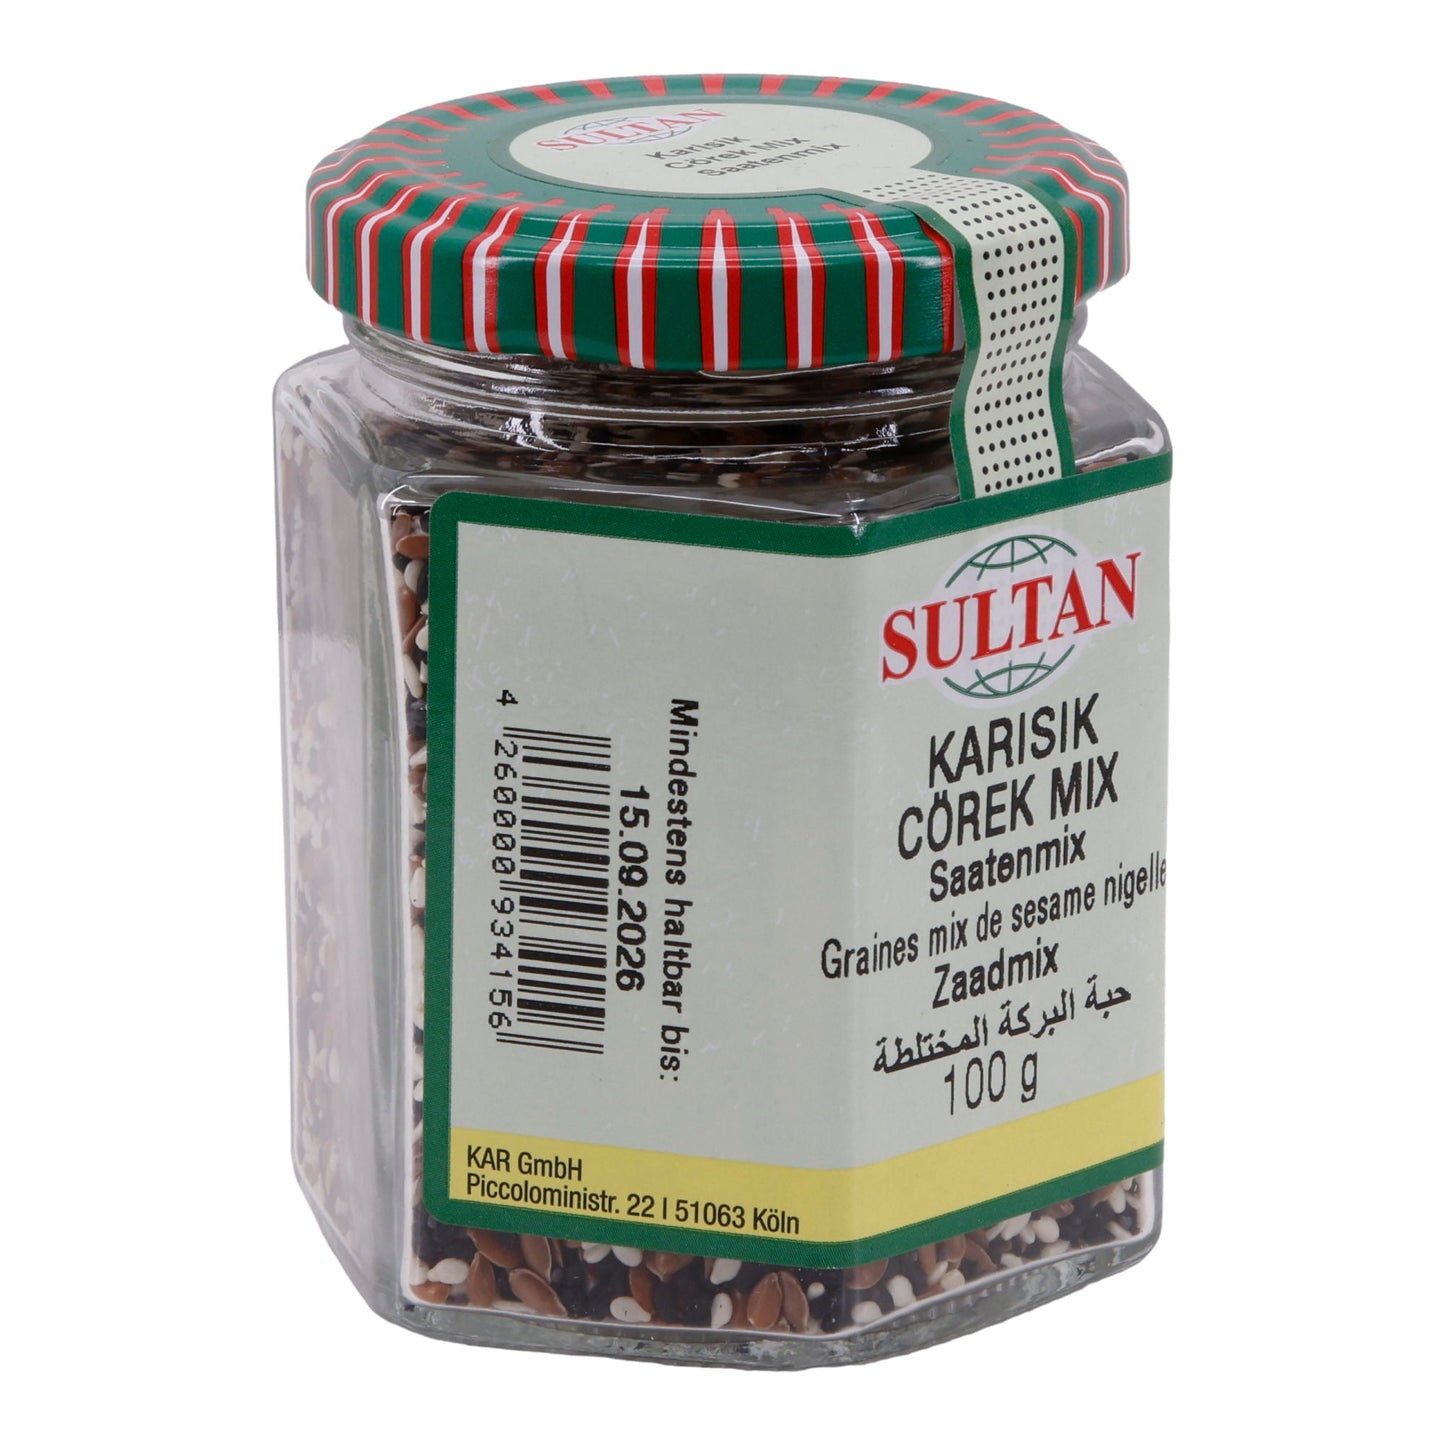 SULTAN
Karisik
Cörek Mix
Saatenmix
SULTAN
KARISIK
CÖREK MIX
Saatenmix
Graines mix de sesame nigelle
Zaadmix
حبة البركة المختلطة
100 g
Mindestens haltbar bis:
15.09.2026
4 260000 934156
KAR GmbH
Piccoloministr. 22 | 51063 Köln